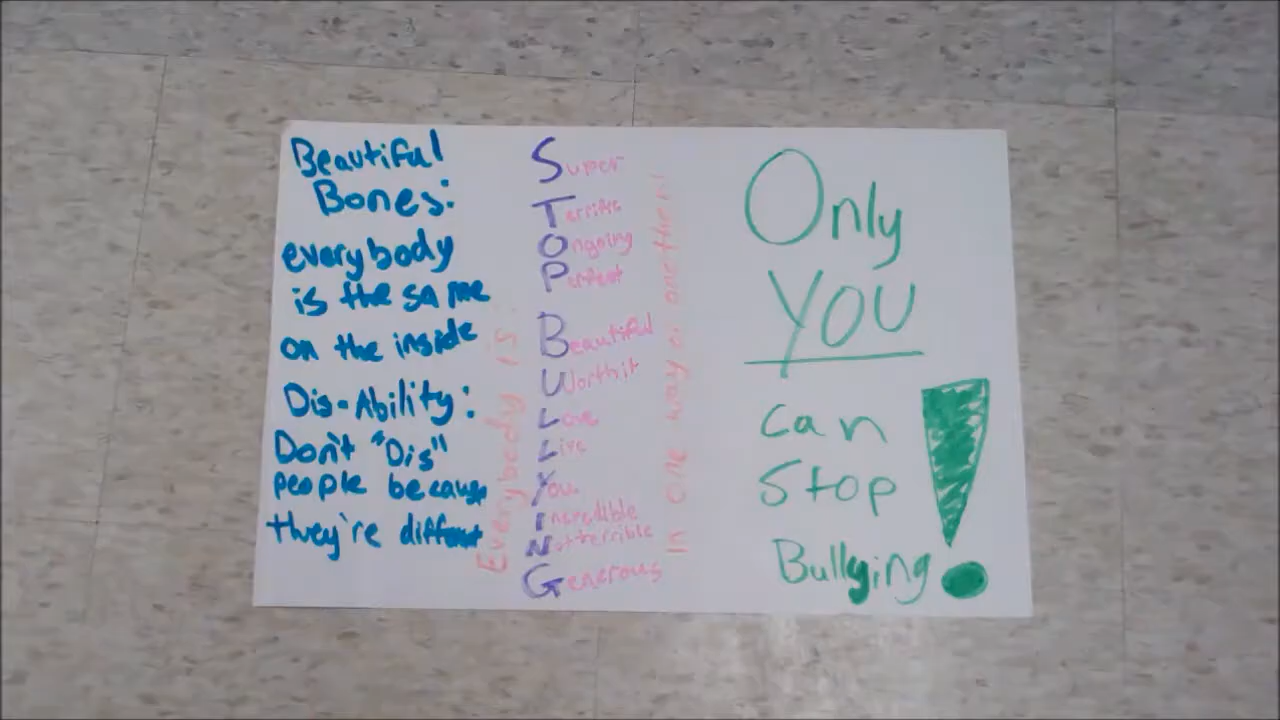 Beautiful
Bones:
everybody
is the same
on the inside
Dis-Ability:
Don't "Dis"
people because
they're different
Everybody is:
Super
Terrific
Ongoing
Perfect
Beautiful
Worth it
Love
Live
You
Incredible
Not terrible
Generous
In one way or
Only
YOU
can
Stop
Bullying!